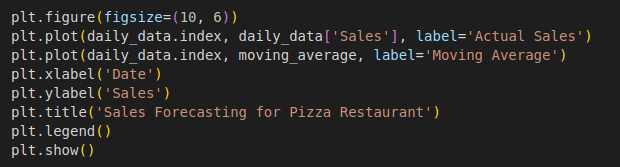 plt.figure(figsize=(10, 6))
plt.plot(daily_data.index, daily_data['Sales'], label='Actual Sales')
plt.plot(daily_data.index, moving_average, label='Moving Average')
plt.xlabel('Date')
plt.ylabel('Sales')
plt.title('Sales Forecasting for Pizza Restaurant')
plt.legend()
plt.show()